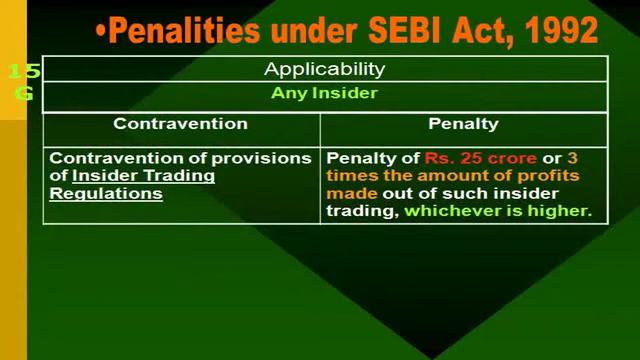 •Penalities under SEBI Act, 1992
15
G
Applicability
Any Insider
Contravention
Penalty
Contravention of provisions
of Insider Trading
Regulations
Penalty of Rs. 25 crore or 3
times the amount of profits
made out of such insider
trading, whichever is higher.